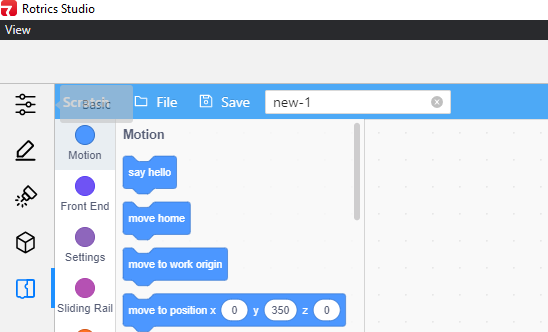 Rotrics Studio
View
Scratch Basic File Save new-1
Motion
Motion
say hello
Front End
move home
Settings
move to work origin
Sliding Rail
move to position x 0 y 350 z 0